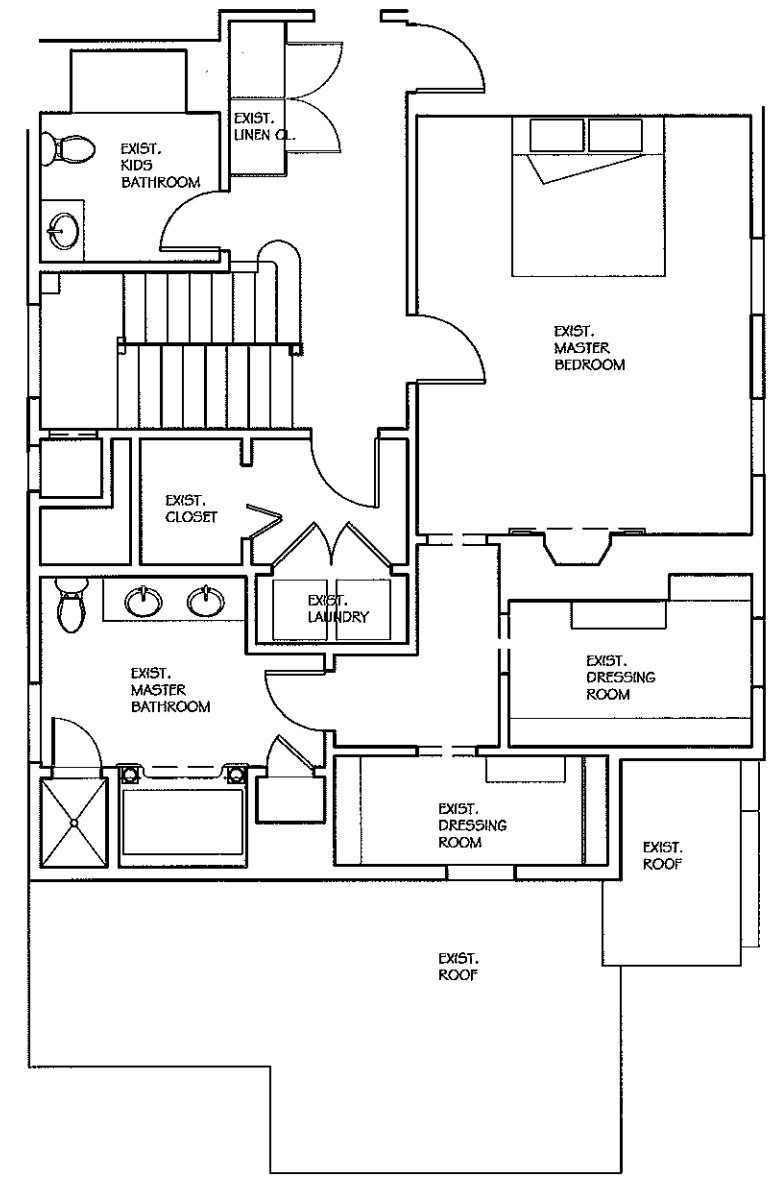 EXIST.
LINEN CL.
EXIST.
KIDS
BATHROOM
EXIST.
MASTER
BEDROOM
EXIST.
CLOSET
EXIST.
LAUNDRY
EXIST.
MASTER
BATHROOM
EXIST.
DRESSING
ROOM
EXIST.
DRESSING
ROOM
EXIST.
ROOF
EXIST.
ROOF